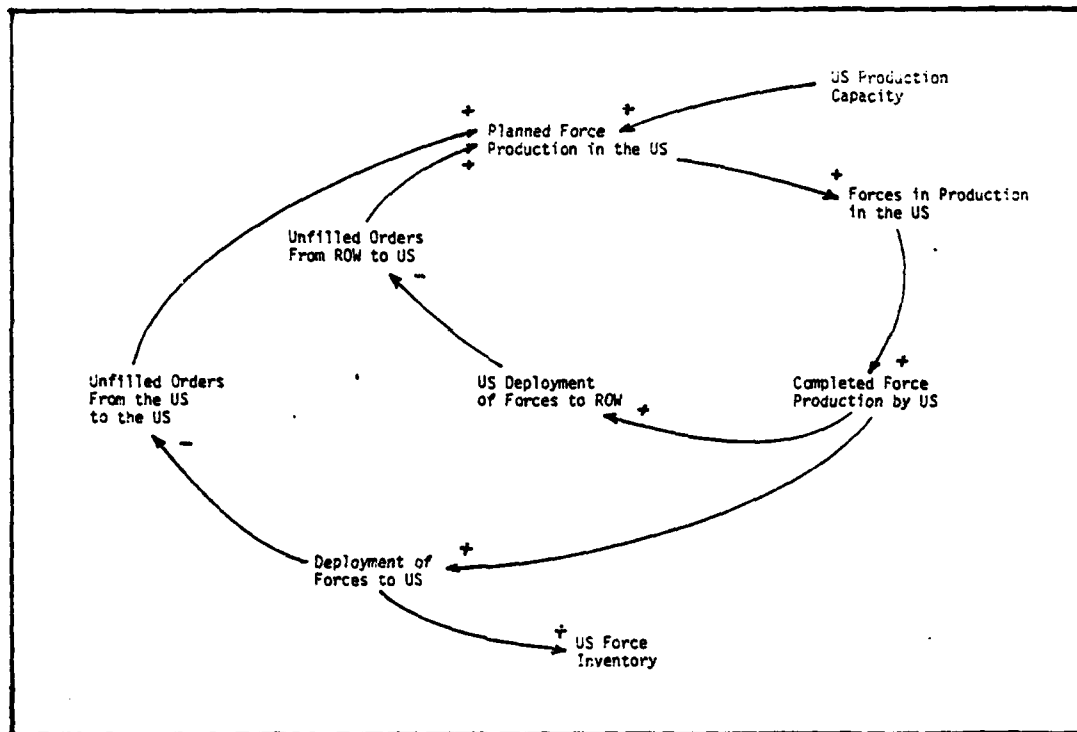 US Production
Capacity
+
+
Planned Force
Production in the US
+
+
Forces in Production
in the US
Unfilled Orders
From ROW to US
-
+
Unfilled Orders
From the US
to the US
-
US Deployment
of Forces to ROW
+
Completed Force
Production by US
+
Deployment of
Forces to US
+
US Force
Inventory